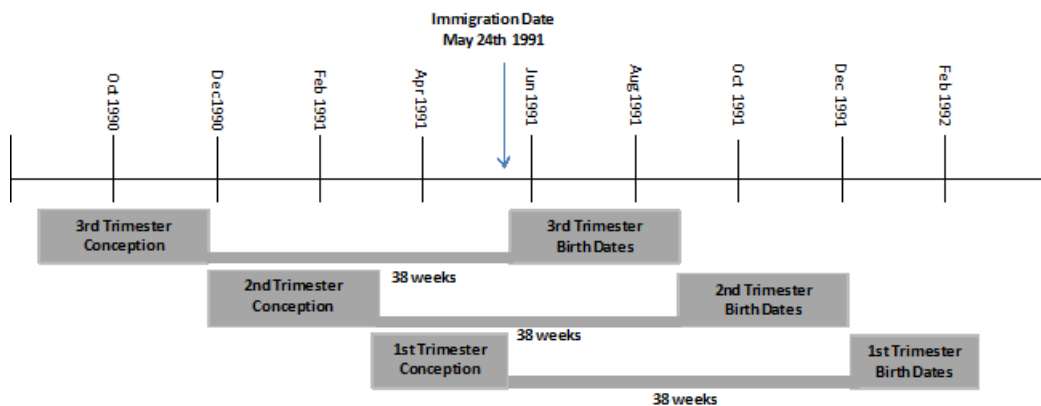 Immigration Date
May 24th 1991
Oct 1990
Dec1990
Feb 1991
Apr 1991
Jun 1991
Aug 1991
Oct 1991
Dec 1991
Feb 1992
3rd Trimester
Conception
3rd Trimester
Birth Dates
38 weeks
2nd Trimester
Conception
2nd Trimester
Birth Dates
38 weeks
1st Trimester
Conception
1st Trimester
Birth Dates
38 weeks